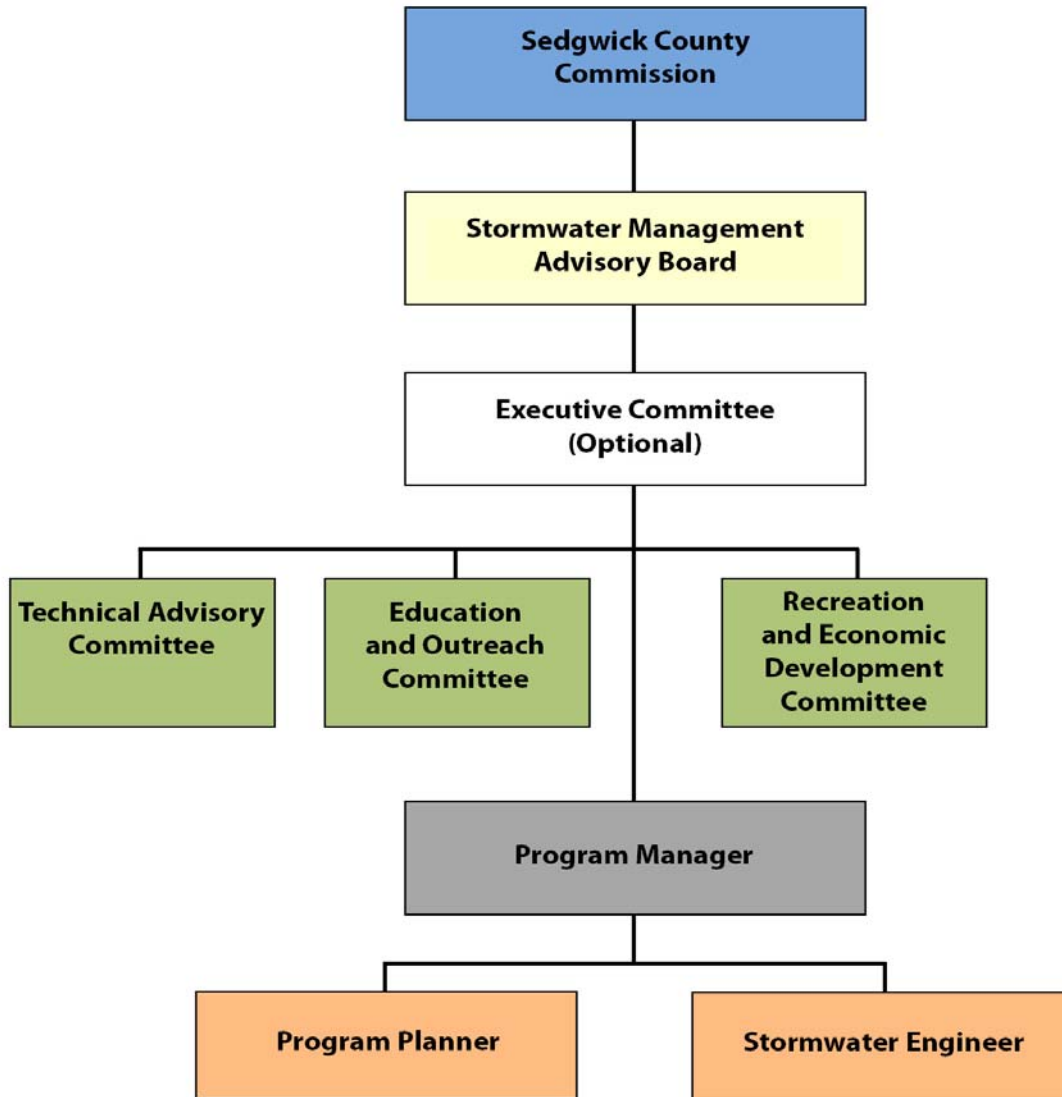 Sedgwick County
Commission
Stormwater Management
Advisory Board
Executive Committee
(Optional)
Technical Advisory
Committee
Education
and Outreach
Committee
Recreation
and Economic
Development
Committee
Program Manager
Program Planner
Stormwater Engineer